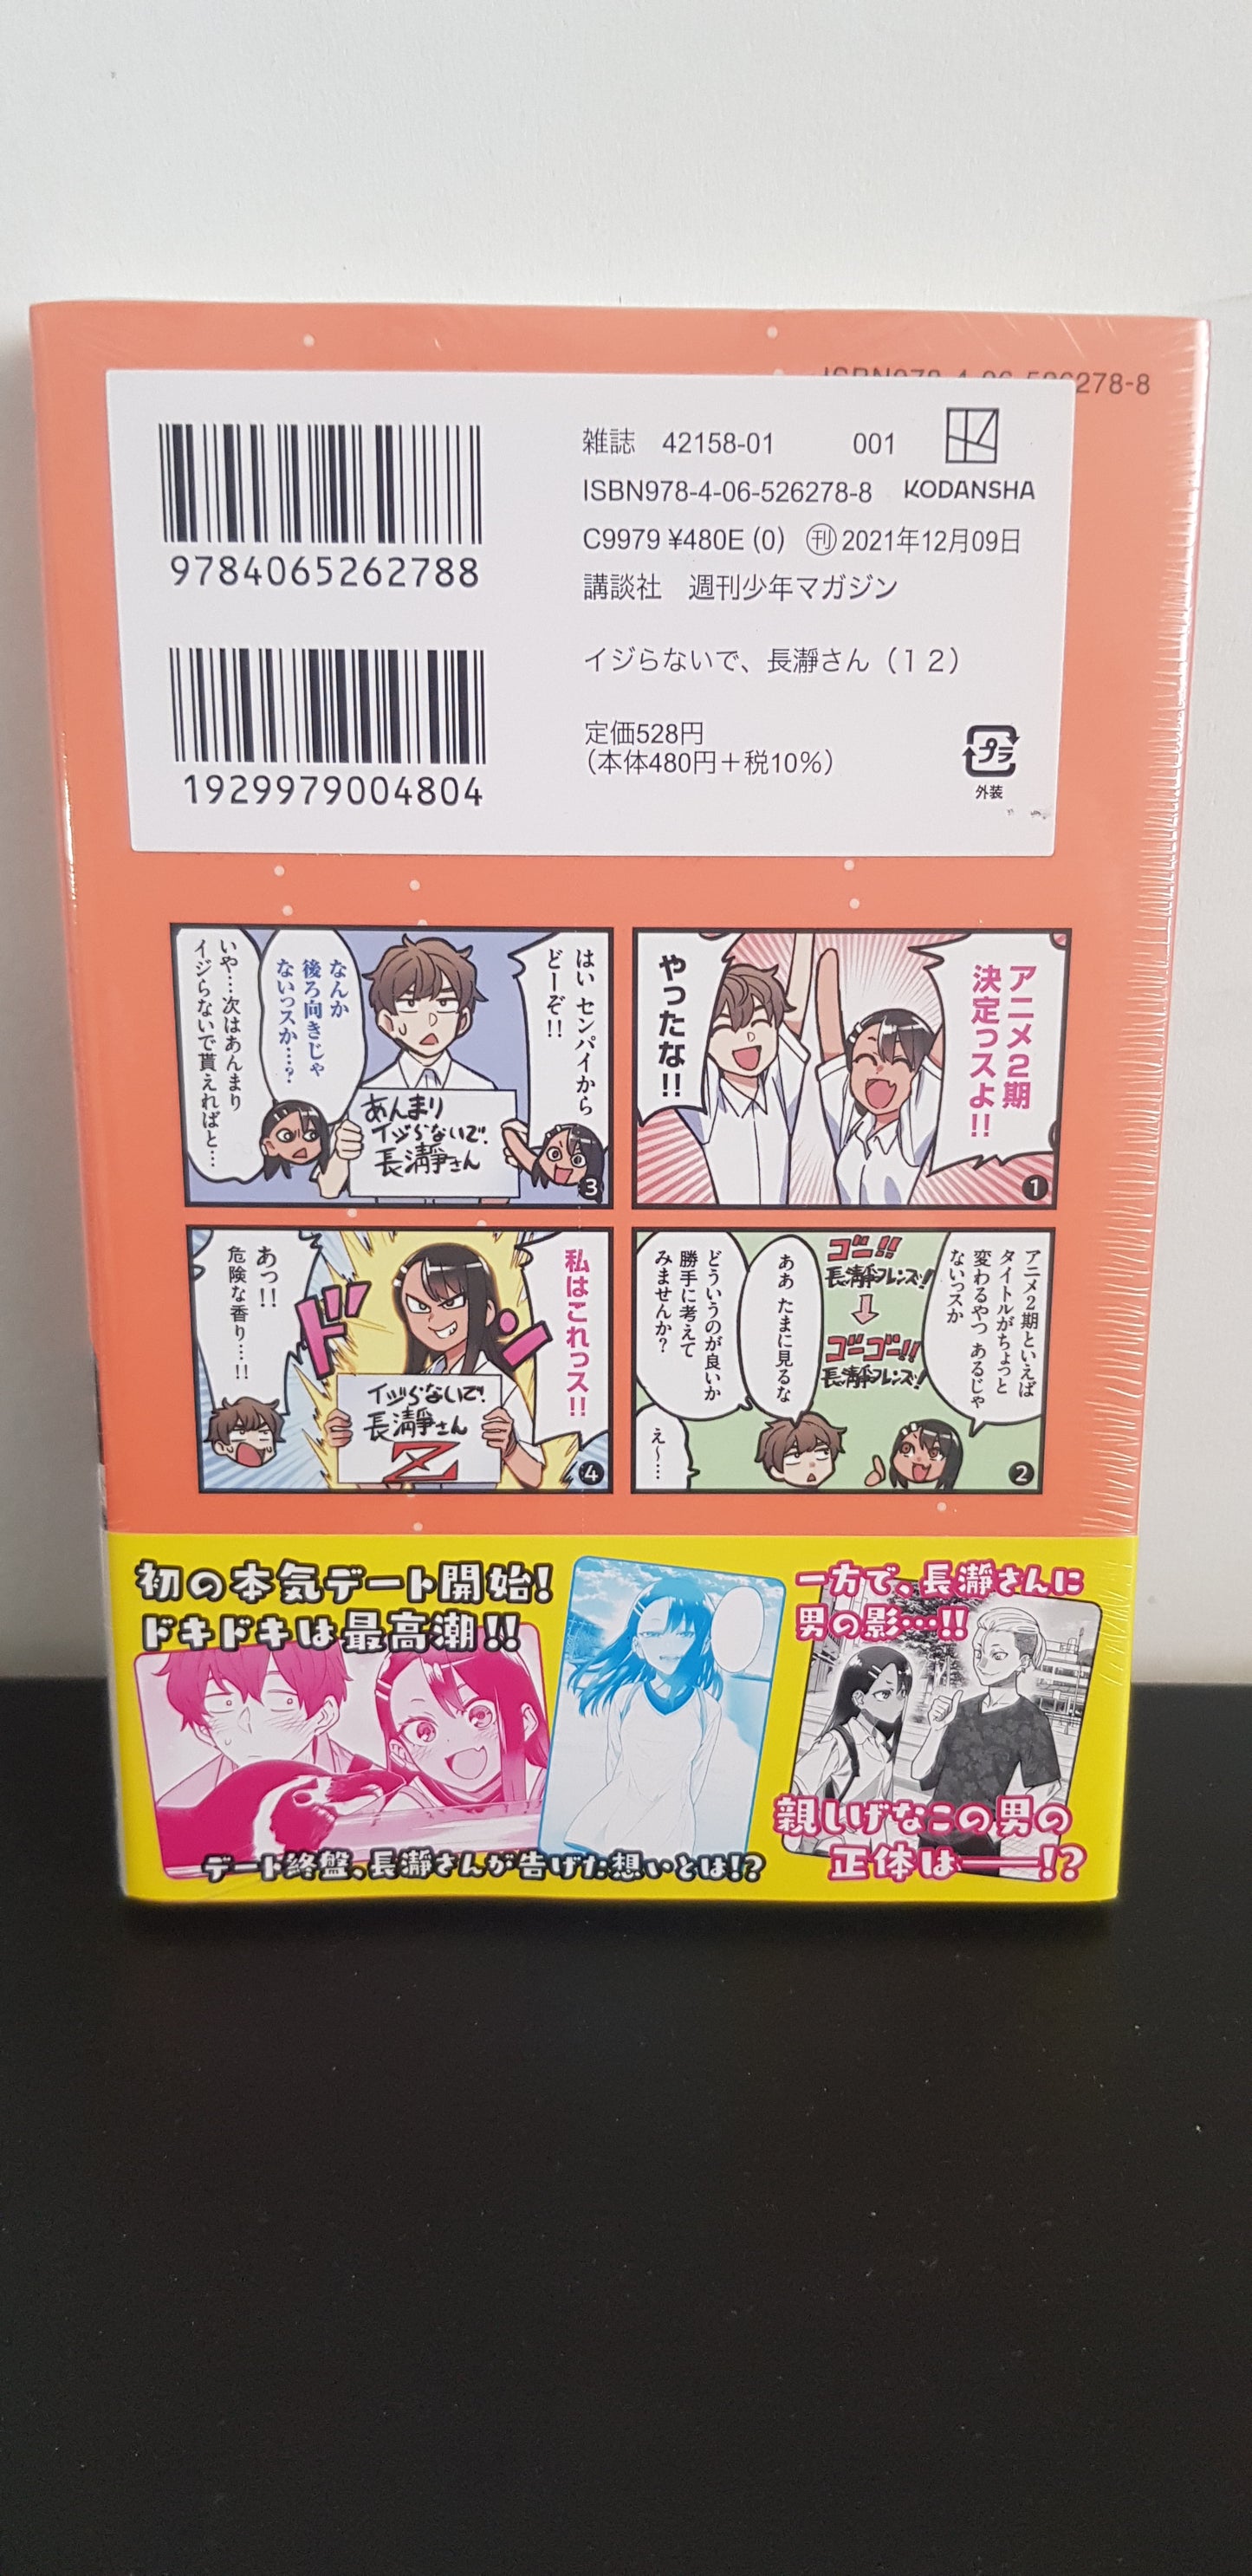 ISBN978-4-06-526278-8
雑誌 42158-01 001
ISBN978-4-06-526278-8 KODANSHA
C9979 ¥480E (0) ㊞刊 2021年12月09日
講談社 週刊少年マガジン
9784065262788
イジらないで、長瀞さん（１２）
定価528円
（本体480円＋税10%）
プラ
外装
1929979004804
アニメ2期
決定っスよ!!
やったな!!
1
アニメ2期といえば
タイトルがちょっと
変わるやつ あるじゃ
ないっスか
ゴー!!
長瀞フレンズ!
ゴーゴー!!
長瀞フレンズ!
ああ たまに見るな
どういうのが良いか
勝手に考えて
みませんか?
え〜…
2
はい センパイから
どーぞ!!
あんまり
イジらないで、
長瀞さん
なんか
後ろ向きじゃ
ないっスか……?
いや…次はあんまり
イジらないで貰えればと…
3
私はこれっス!!
ドン
イジらないで、
長瀞さん
Z
あっ!!
危険な香り…!!
4
初の本気デート開始!
ドキドキは最高潮!!
デート終盤、長瀞さんが告げた想いとは!?
一方で、長瀞さんに
男の影…!!
親しげなこの男の
正体は――!?